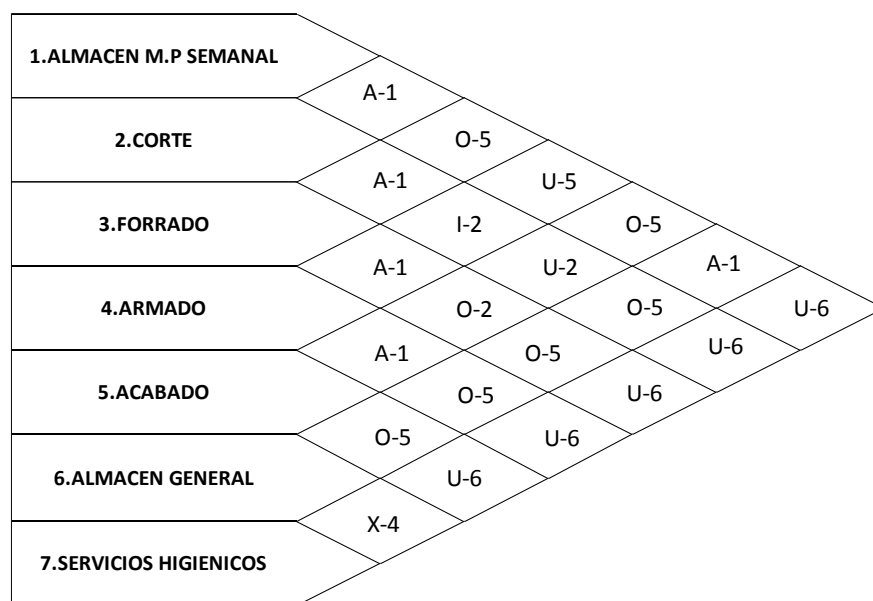 1.ALMACEN M.P SEMANAL
A-1
2.CORTE
O-5
A-1
U-5
3.FORRADO
I-2
O-5
A-1
U-2
A-1
4.ARMADO
O-2
O-5
U-6
A-1
O-5
U-6
5.ACABADO
O-5
U-6
O-5
U-6
6.ALMACEN GENERAL
U-6
X-4
7.SERVICIOS HIGIENICOS